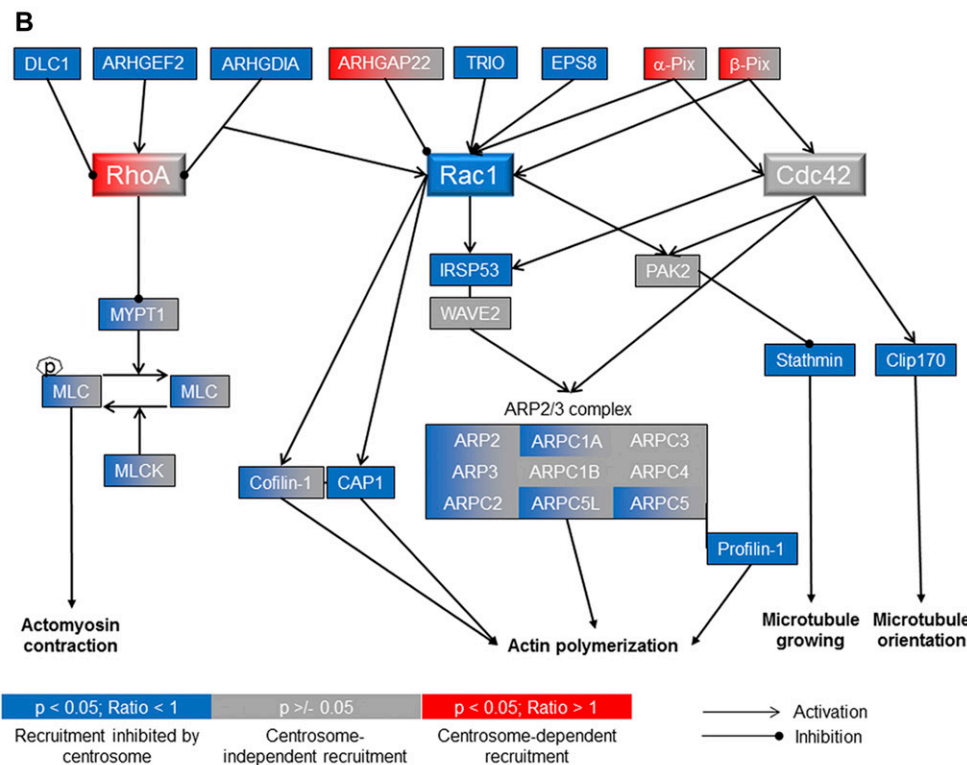 B
DLC1 ARHGEF2 ARHGDIA ARHGAP22 TRIO EPS8 α-Pix β-Pix
RhoA Rac1 Cdc42
IRSP53 PAK2
WAVE2
MYPT1
p
MLC MLC
Stathmin Clip170
ARP2/3 complex
ARP2 ARPC1A ARPC3
MLCK Cofilin-1 CAP1 ARP3 ARPC1B ARPC4
ARPC2 ARPC5L ARPC5
Profilin-1
Actomyosin
contraction
Actin polymerization
Microtubule
growing
Microtubule
orientation
p < 0.05; Ratio < 1 p >/- 0.05 p < 0.05; Ratio > 1
Recruitment inhibited by
centrosome
Centrosome-
independent recruitment
Centrosome-dependent
recruitment
Activation
Inhibition